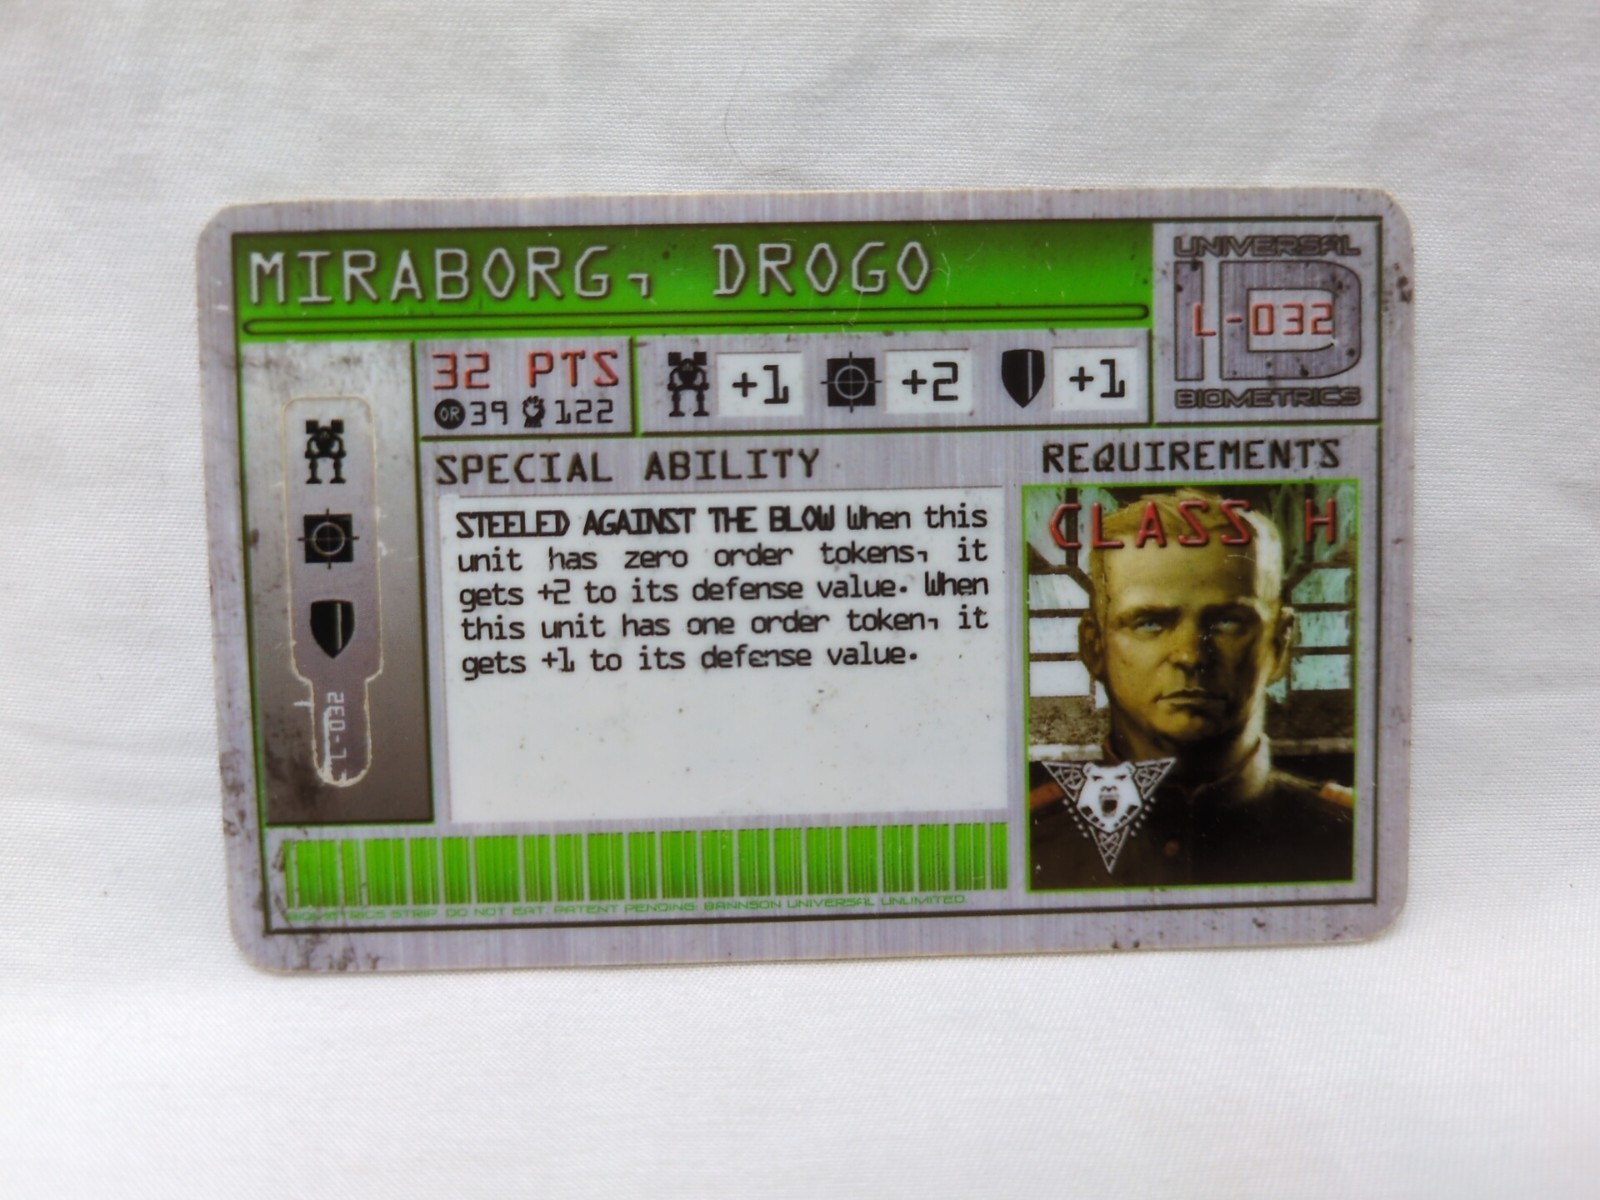 MIRABORG, DROGO
UNIVERSAL
ID
L-032
BIOMETRICS
32 PTS
OR 39 122
+1 +2 +1
SPECIAL ABILITY
REQUIREMENTS
CLASS H
STEELED AGAINST THE BLOW When this
unit has zero order tokens, it
gets +2 to its defense value. When
this unit has one order token, it
gets +1 to its defense value.
L-032
BIOMETRICS STRIP. DO NOT EAT. PATENT PENDING. BANNSON UNIVERSAL UNLIMITED.